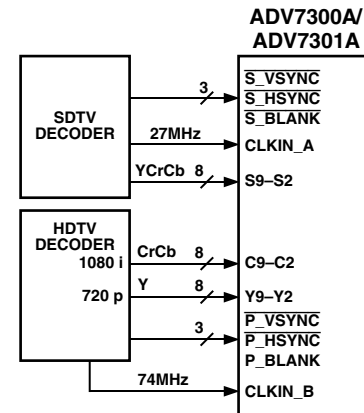 ADV7300A/
ADV7301A
SDTV
DECODER
3
S_VSYNC
S_HSYNC
S_BLANK
27MHz
CLKIN_A
YCrCb 8
S9–S2
HDTV
DECODER
1080 i
CrCb 8
C9–C2
720 p
Y 8
Y9–Y2
3
P_VSYNC
P_HSYNC
P_BLANK
74MHz
CLKIN_B